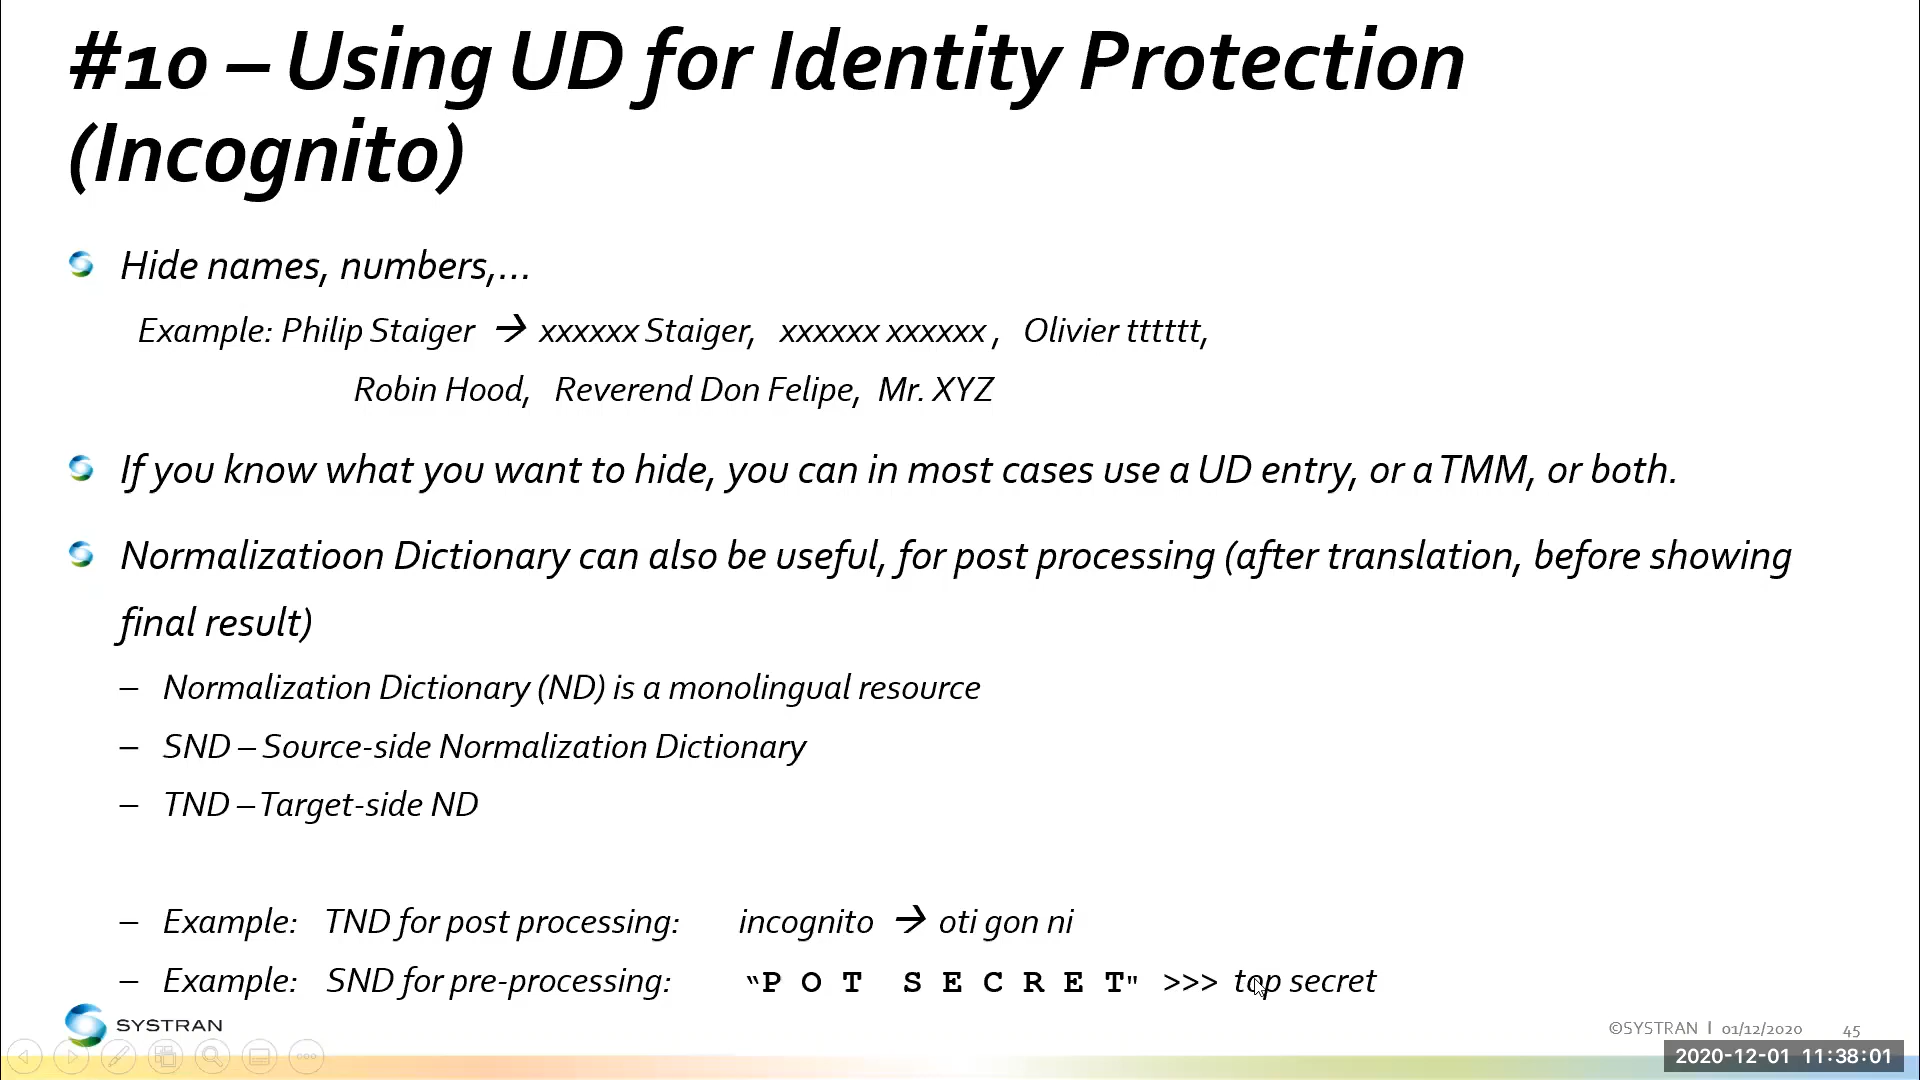 #10 – Using UD for Identity Protection
(Incognito)
Hide names, numbers,…
Example: Philip Staiger → xxxxxx Staiger, xxxxxx xxxxxx , Olivier tttttt,
Robin Hood, Reverend Don Felipe, Mr. XYZ
If you know what you want to hide, you can in most cases use a UD entry, or a TMM, or both.
Normalizatioon Dictionary can also be useful, for post processing (after translation, before showing
final result)
– Normalization Dictionary (ND) is a monolingual resource
– SND – Source-side Normalization Dictionary
– TND – Target-side ND
– Example: TND for post processing: incognito → oti gon ni
– Example: SND for pre-processing: “P O T S E C R E T" >>> top secret
SYSTRAN
©SYSTRAN | 01/12/2020 45
2020-12-01 11:38:01